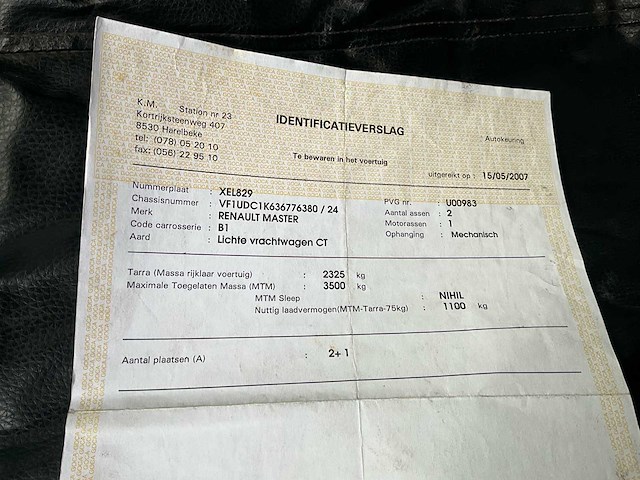 K.M. Station nr 23
Kortrijksteenweg 407
8530 Harelbeke
tel: (078) 05 20 10
fax: (056) 22 95 10
IDENTIFICATIEVERSLAG
Te bewaren in het voertuig
Autokeuring
uitgereikt op : 15/05/2007
Nummerplaat : XEL829
Chassisnummer : VF1UDC1K636776380 / 24
Merk : RENAULT MASTER
Code carrosserie : B1
Aard : Lichte vrachtwagen CT
PVG nr. : U00983
Aantal assen : 2
Motorassen : 1
Ophanging : Mechanisch
Tarra (Massa rijklaar voertuig) : 2325 kg
Maximale Toegelaten Massa (MTM) : 3500 kg
MTM Sleep : NIHIL
Nuttig laadvermogen(MTM-Tarra-75kg) : 1100 kg
Aantal plaatsen (A) : 2+ 1